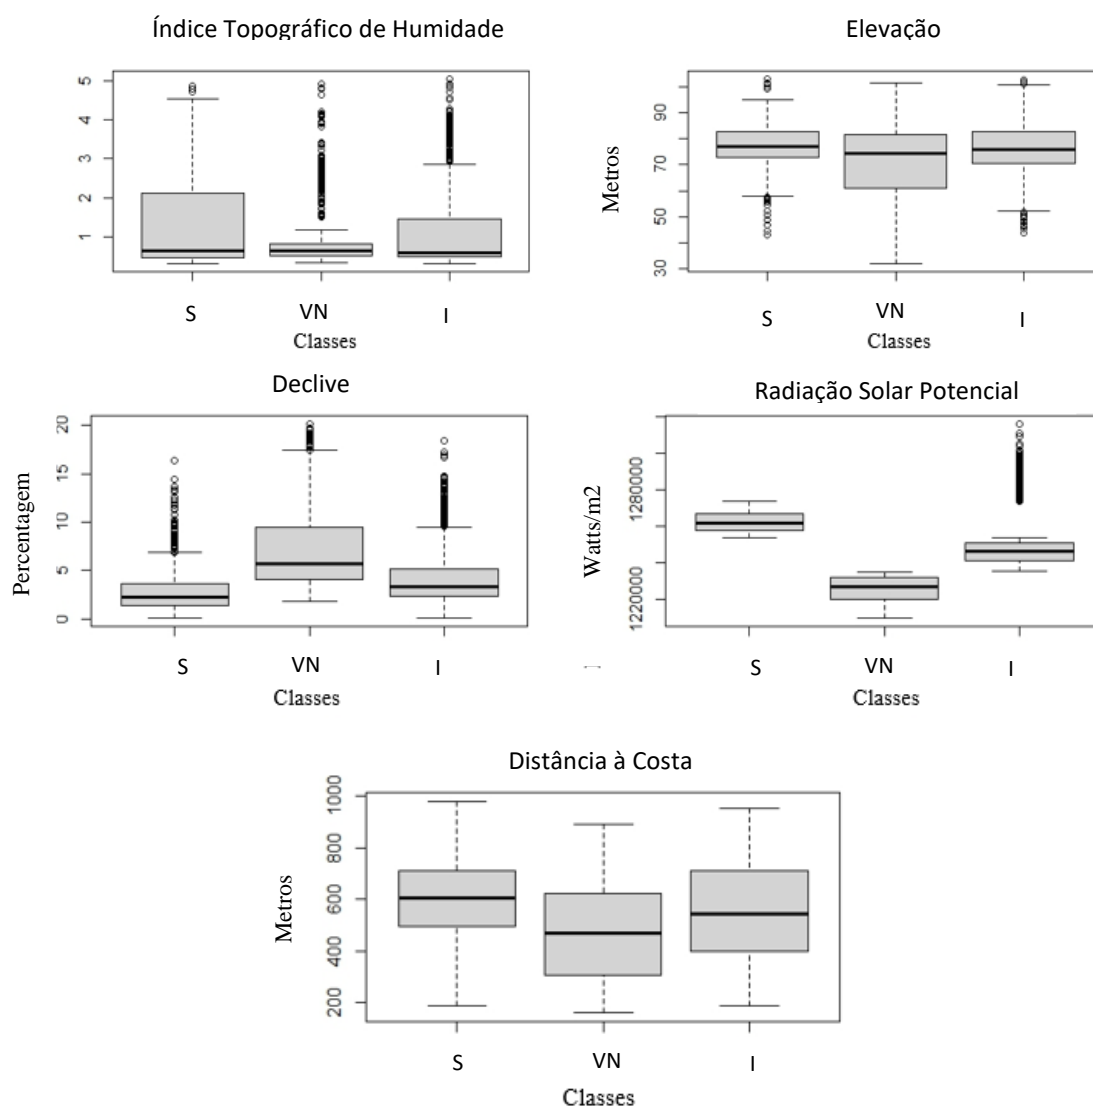 Índice Topográfico de Humidade
5
4
3
2
1
S
VN
I
Classes
Elevação
Metros
90
70
50
30
S
VN
I
Classes
Declive
Percentagem
20
15
10
5
0
S
VN
I
Classes
Radiação Solar Potencial
Watts/m2
1280000
1220000
S
VN
I
Classes
Distância à Costa
Metros
1000
800
600
400
200
S
VN
I
Classes